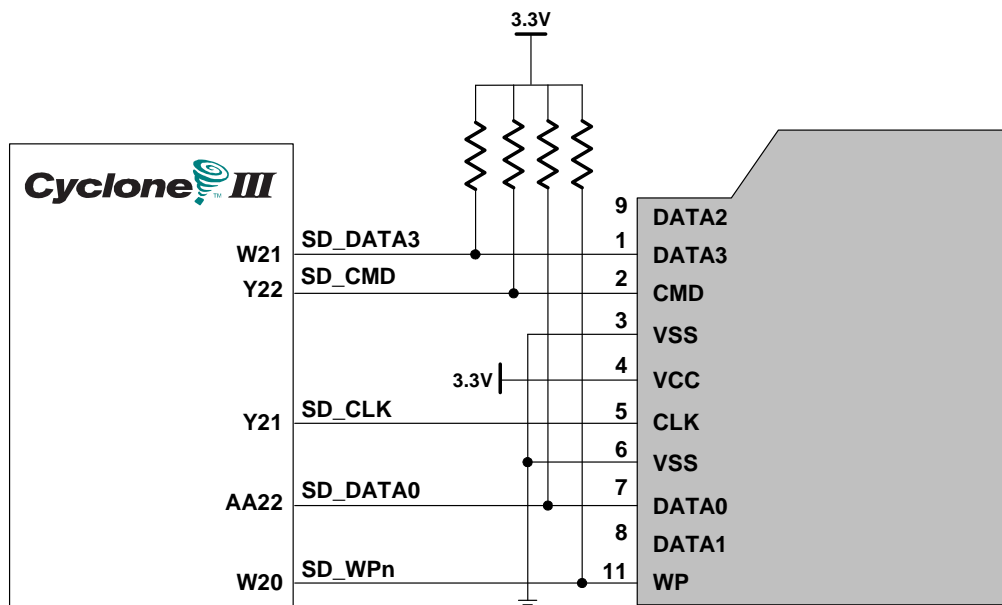 3.3V
Cyclone III
TM
9 DATA2
W21 SD_DATA3 1 DATA3
Y22 SD_CMD 2 CMD
3 VSS
3.3V 4 VCC
Y21 SD_CLK 5 CLK
6 VSS
AA22 SD_DATA0 7 DATA0
8 DATA1
W20 SD_WPn 11 WP